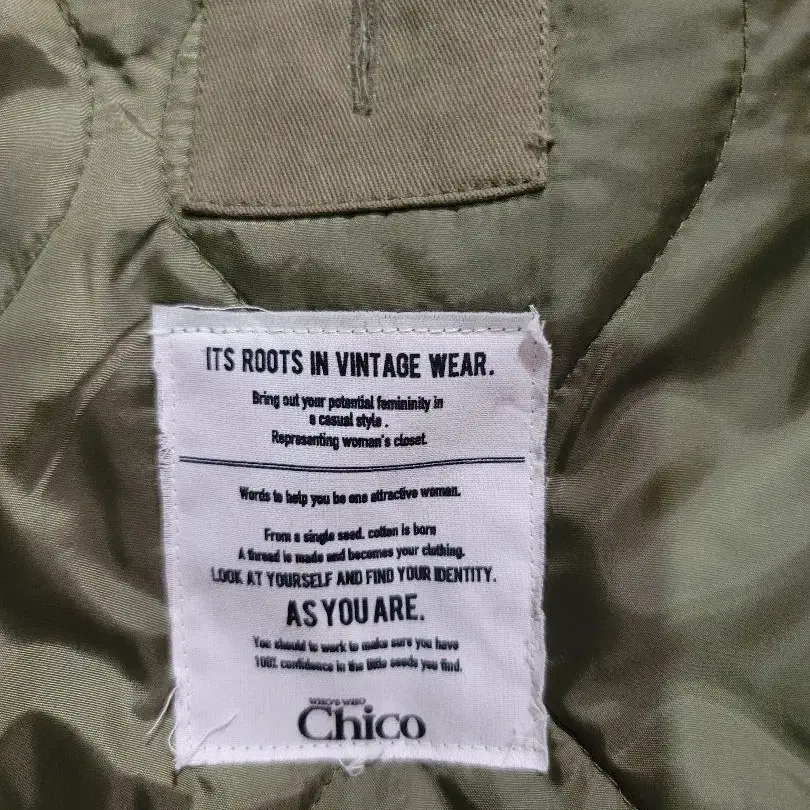 ITS ROOTS IN VINTAGE WEAR.
Bring out your potential femininity in
a casual style.
Representing woman's closet.
Words to help you be one attractive woman.
From a single seed. cotton is born
A thread is made and becomes your clothing.
LOOK AT YOURSELF AND FIND YOUR IDENTITY.
AS YOU ARE.
You should to work to make sure you have
100% confidence in the little seeds you find.
WHO'S WHO
Chico